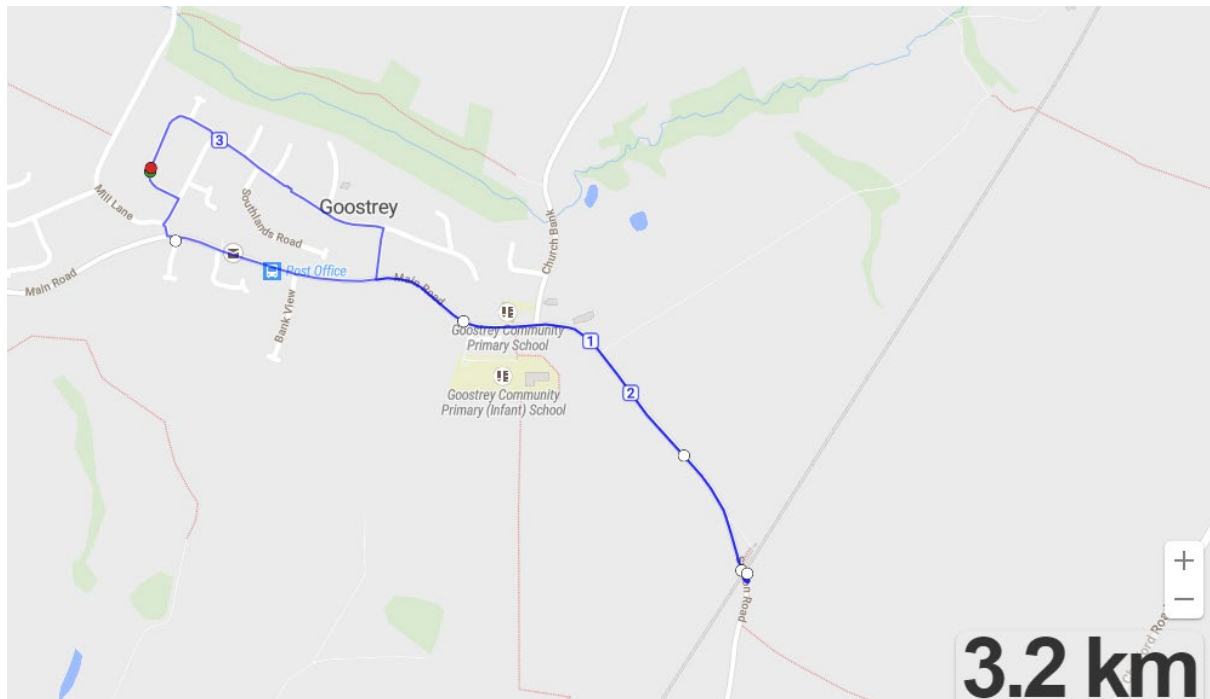 3
Mill Lane
Southlands Road
Goostrey
Church Bank
Main Road
Post Office
Main Road
Bank View
Goostrey Community
Primary School
1
Goostrey Community
Primary (Infant) School
2
Road
+
−
3.2 km